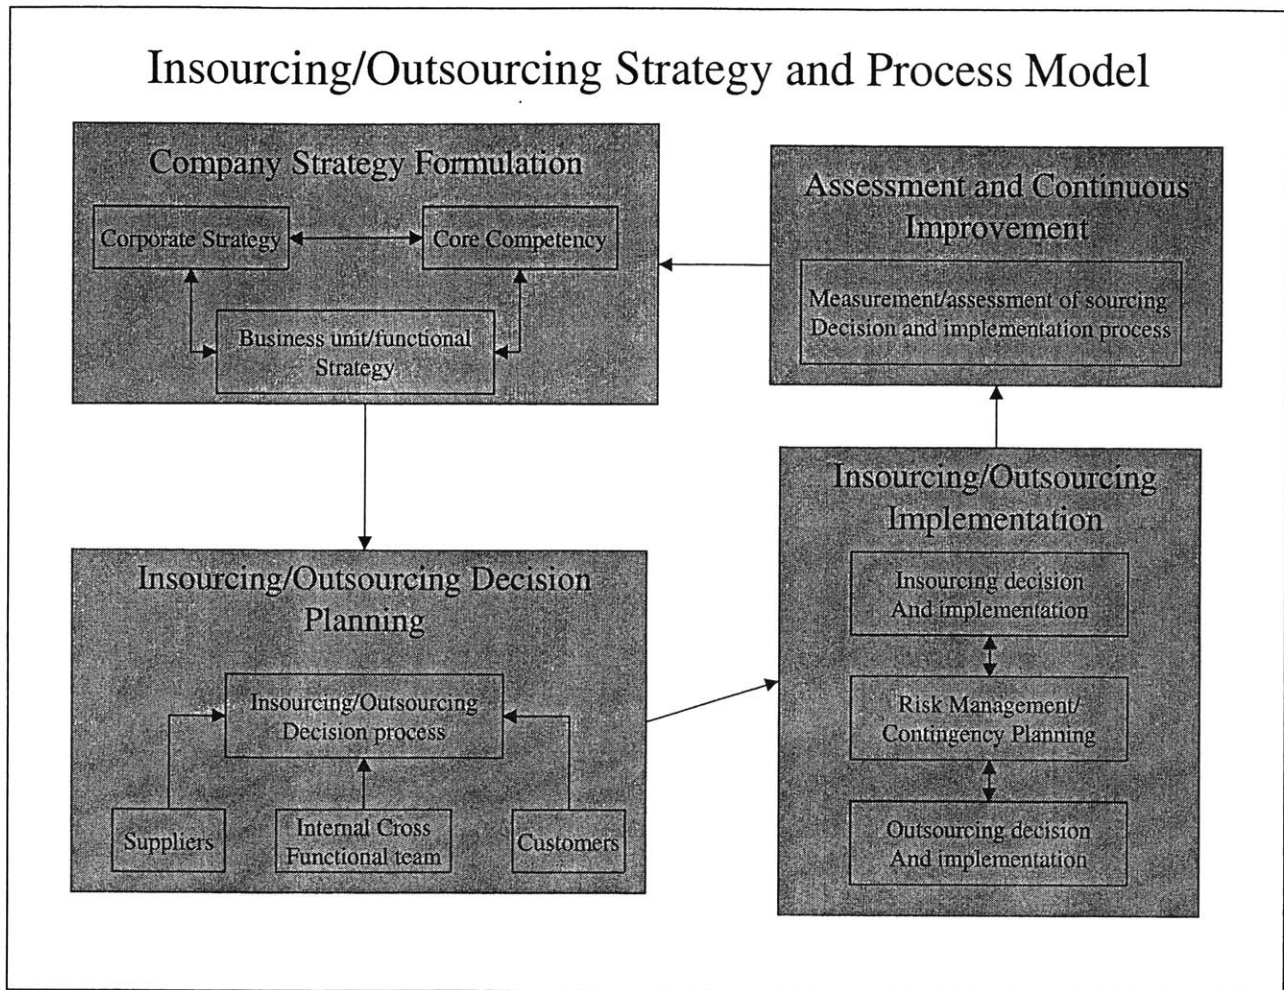 Insourcing/Outsourcing Strategy and Process Model
Company Strategy Formulation
Corporate Strategy
Core Competency
Business unit/functional
Strategy
Assessment and Continuous
Improvement
Measurement/assessment of sourcing
Decision and implementation process
Insourcing/Outsourcing Decision
Planning
Insourcing/Outsourcing
Decision process
Suppliers
Internal Cross
Functional team
Customers
Insourcing/Outsourcing
Implementation
Insourcing decision
And implementation
Risk Management/
Contingency Planning
Outsourcing decision
And implementation